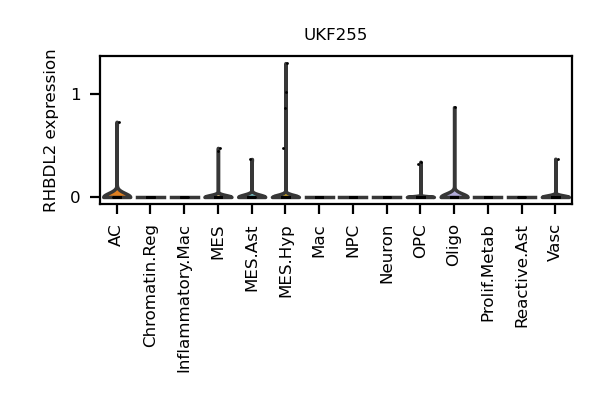 UKF255
RHBDL2 expression
1
0
AC
Chromatin.Reg
Inflammatory.Mac
MES
MES.Ast
MES.Hyp
Mac
NPC
Neuron
OPC
Oligo
Prolif.Metab
Reactive.Ast
Vasc